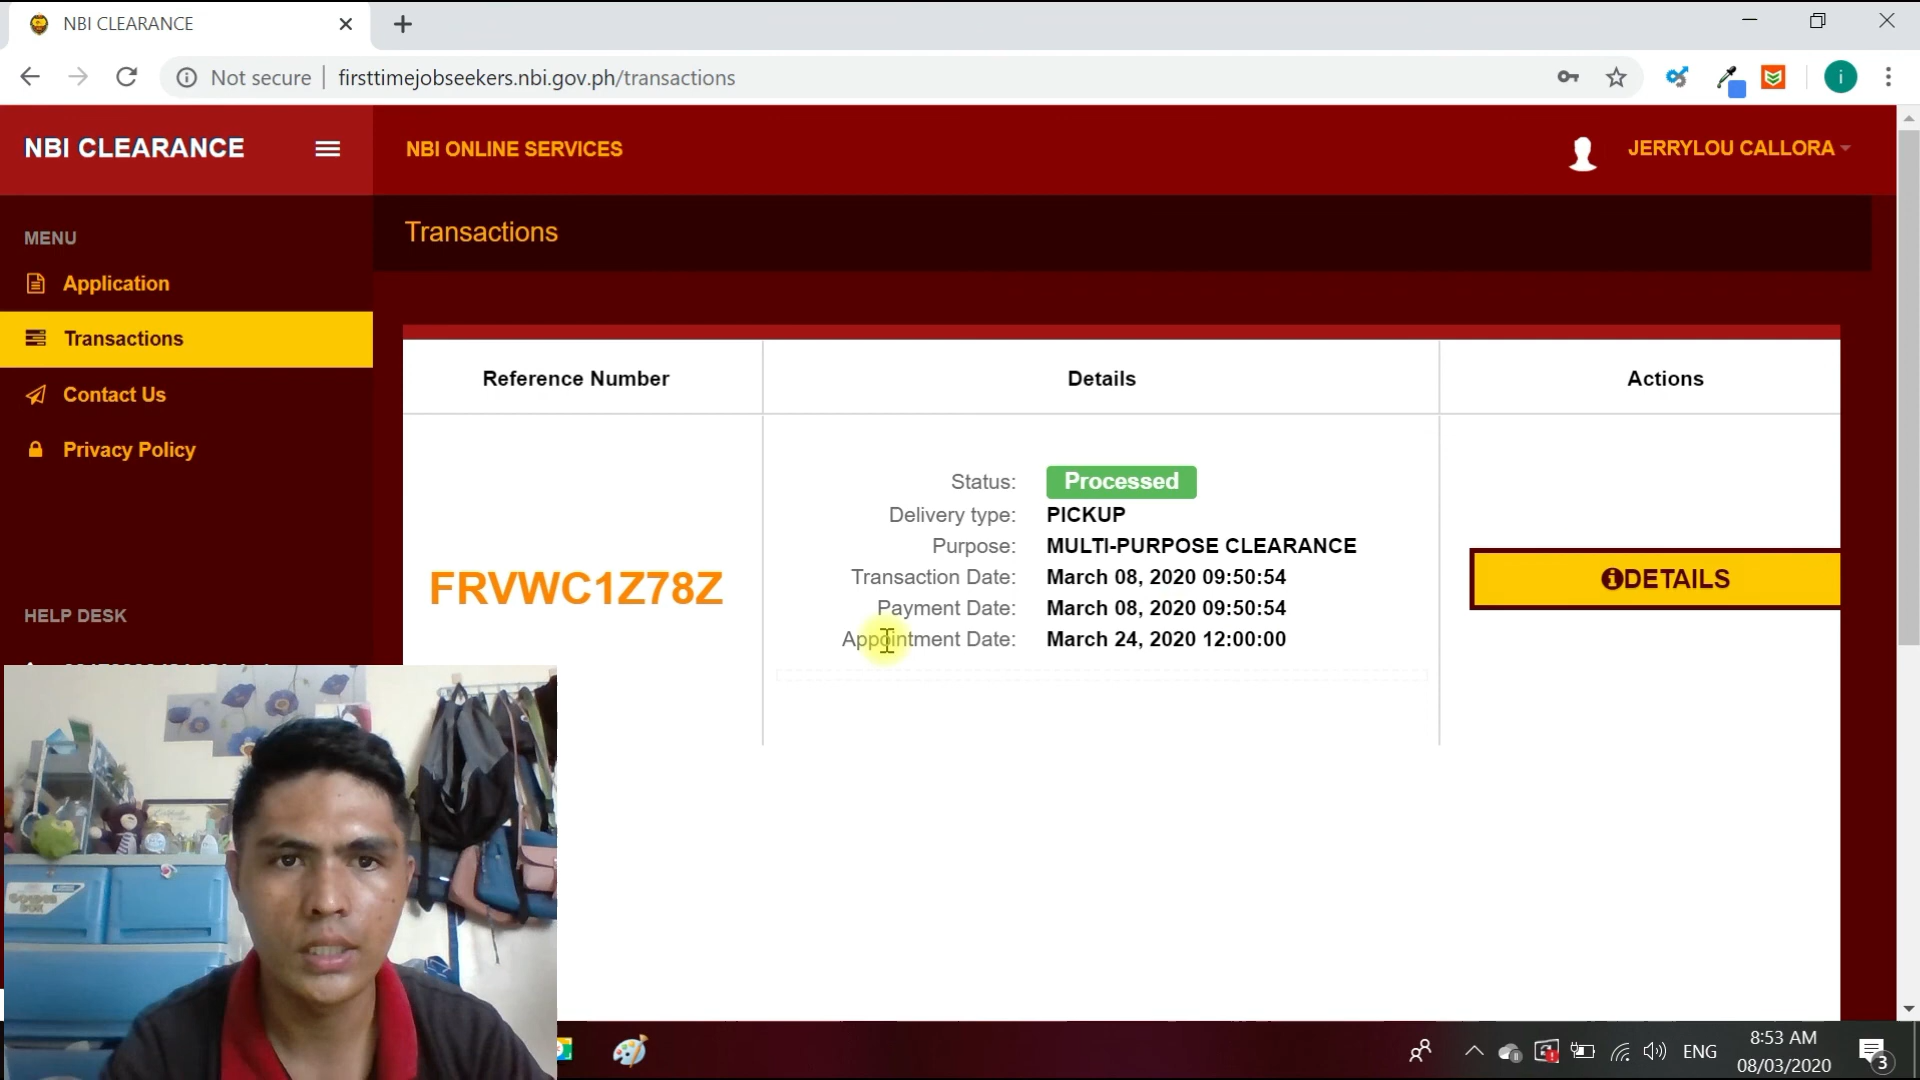 NBI CLEARANCE
Not secure
firsttimejobseekers.nbi.gov.ph/transactions
i
NBI CLEARANCE
NBI ONLINE SERVICES
JERRYLOU CALLORA
Transactions
MENU
Application
Transactions
Contact Us
Privacy Policy
HELP DESK
Reference Number
Details
Actions
FRVWC1Z78Z
Status: Processed
Delivery type: PICKUP
Purpose: MULTI-PURPOSE CLEARANCE
Transaction Date: March 08, 2020 09:50:54
Payment Date: March 08, 2020 09:50:54
Appointment Date: March 24, 2020 12:00:00
DETAILS
ENG
8:53 AM
08/03/2020
3